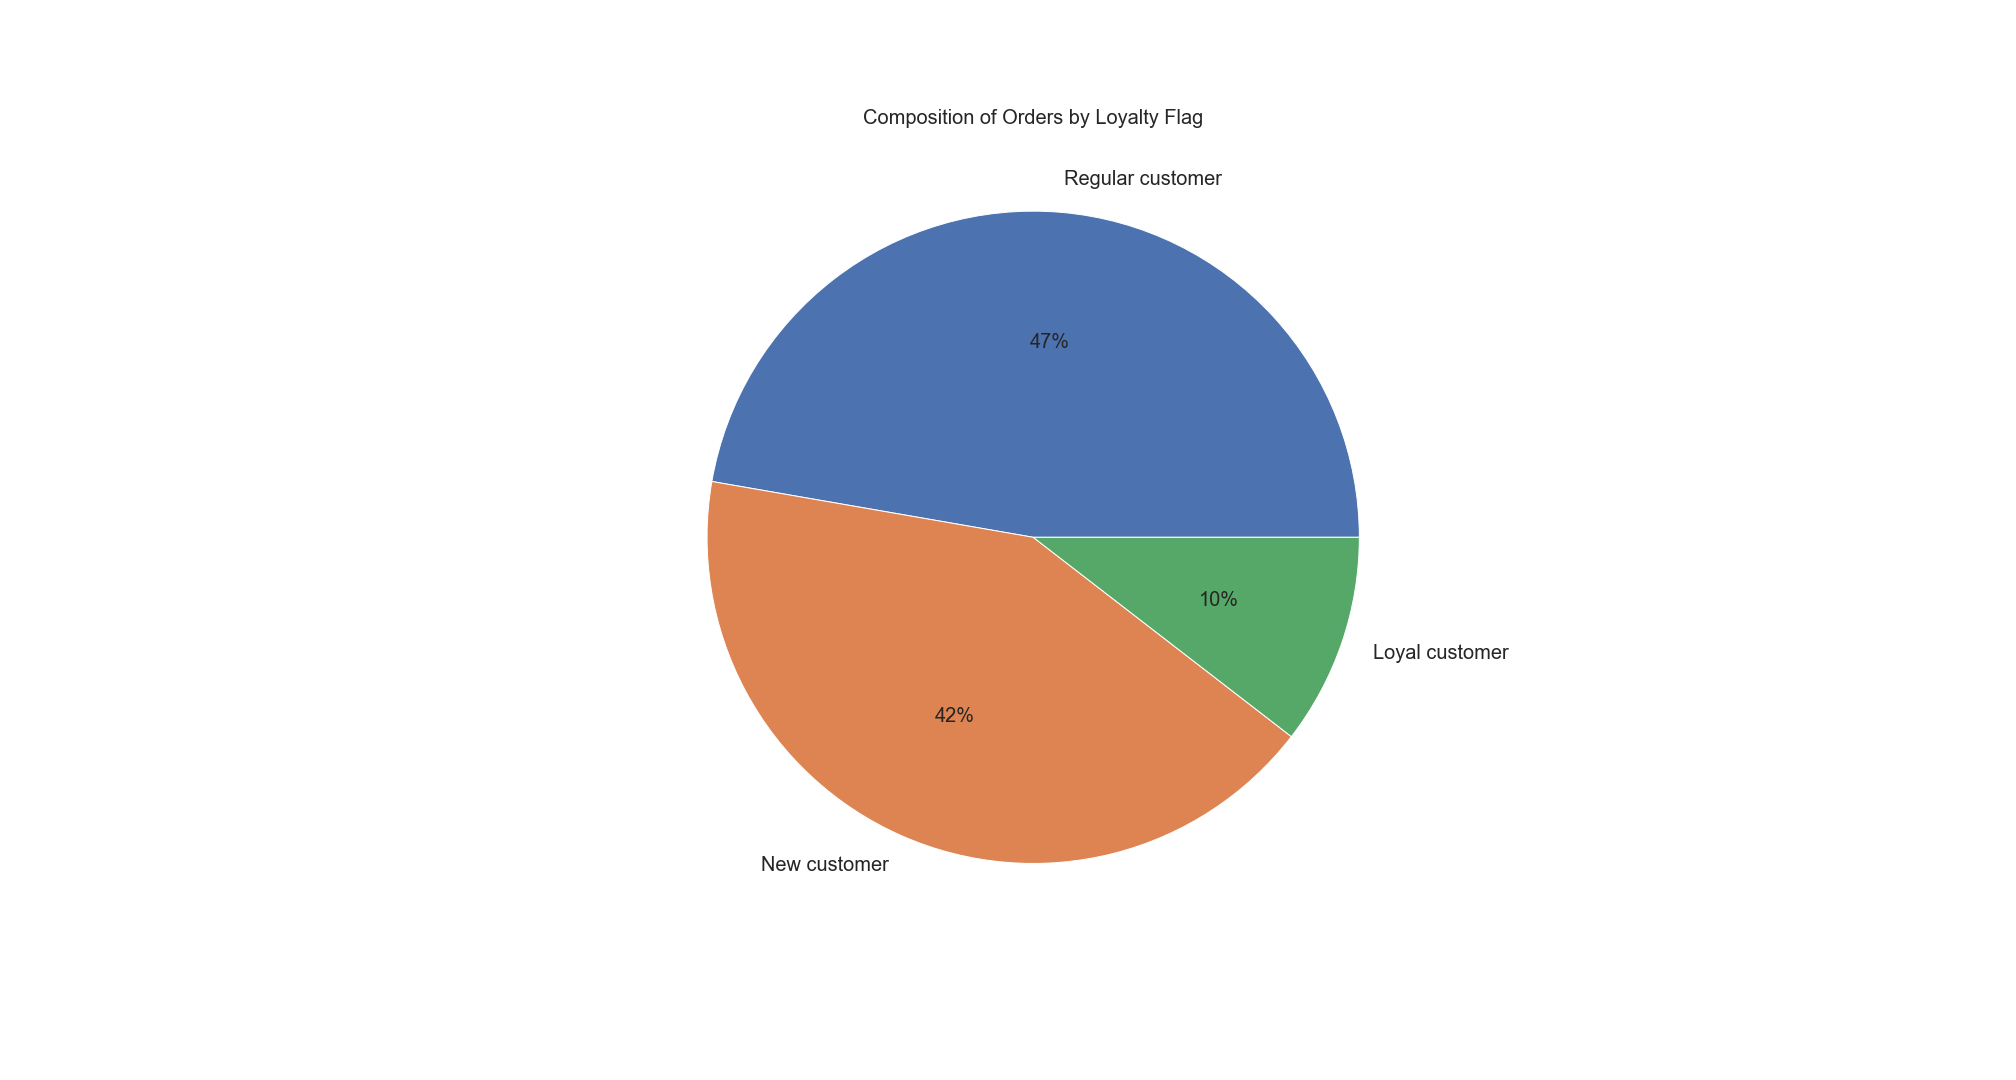 Composition of Orders by Loyalty Flag
Regular customer
47%
10%
Loyal customer
42%
New customer